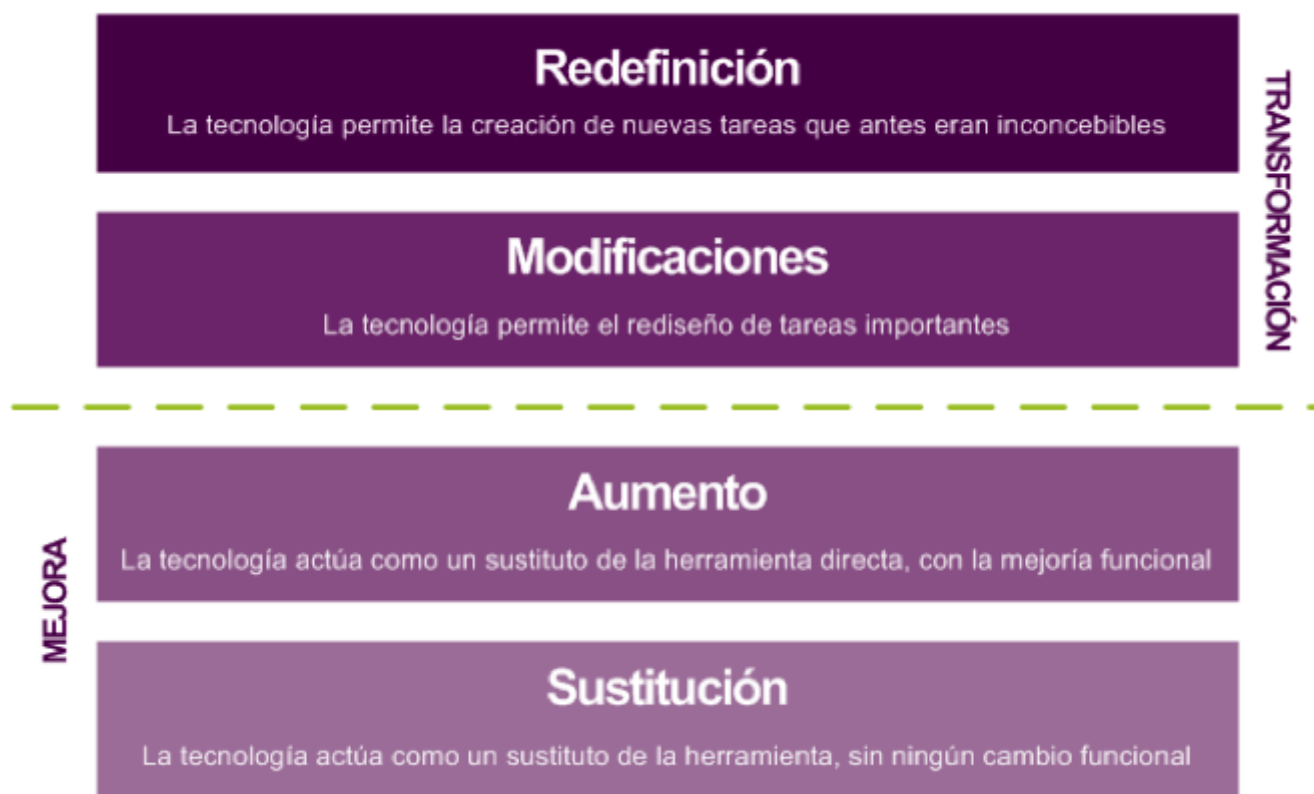 Redefinición
La tecnología permite la creación de nuevas tareas que antes eran inconcebibles
TRANSFORMACIÓN
Modificaciones
La tecnología permite el rediseño de tareas importantes
Aumento
La tecnología actúa como un sustituto de la herramienta directa, con la mejoría funcional
MEJORA
Sustitución
La tecnología actúa como un sustituto de la herramienta, sin ningún cambio funcional